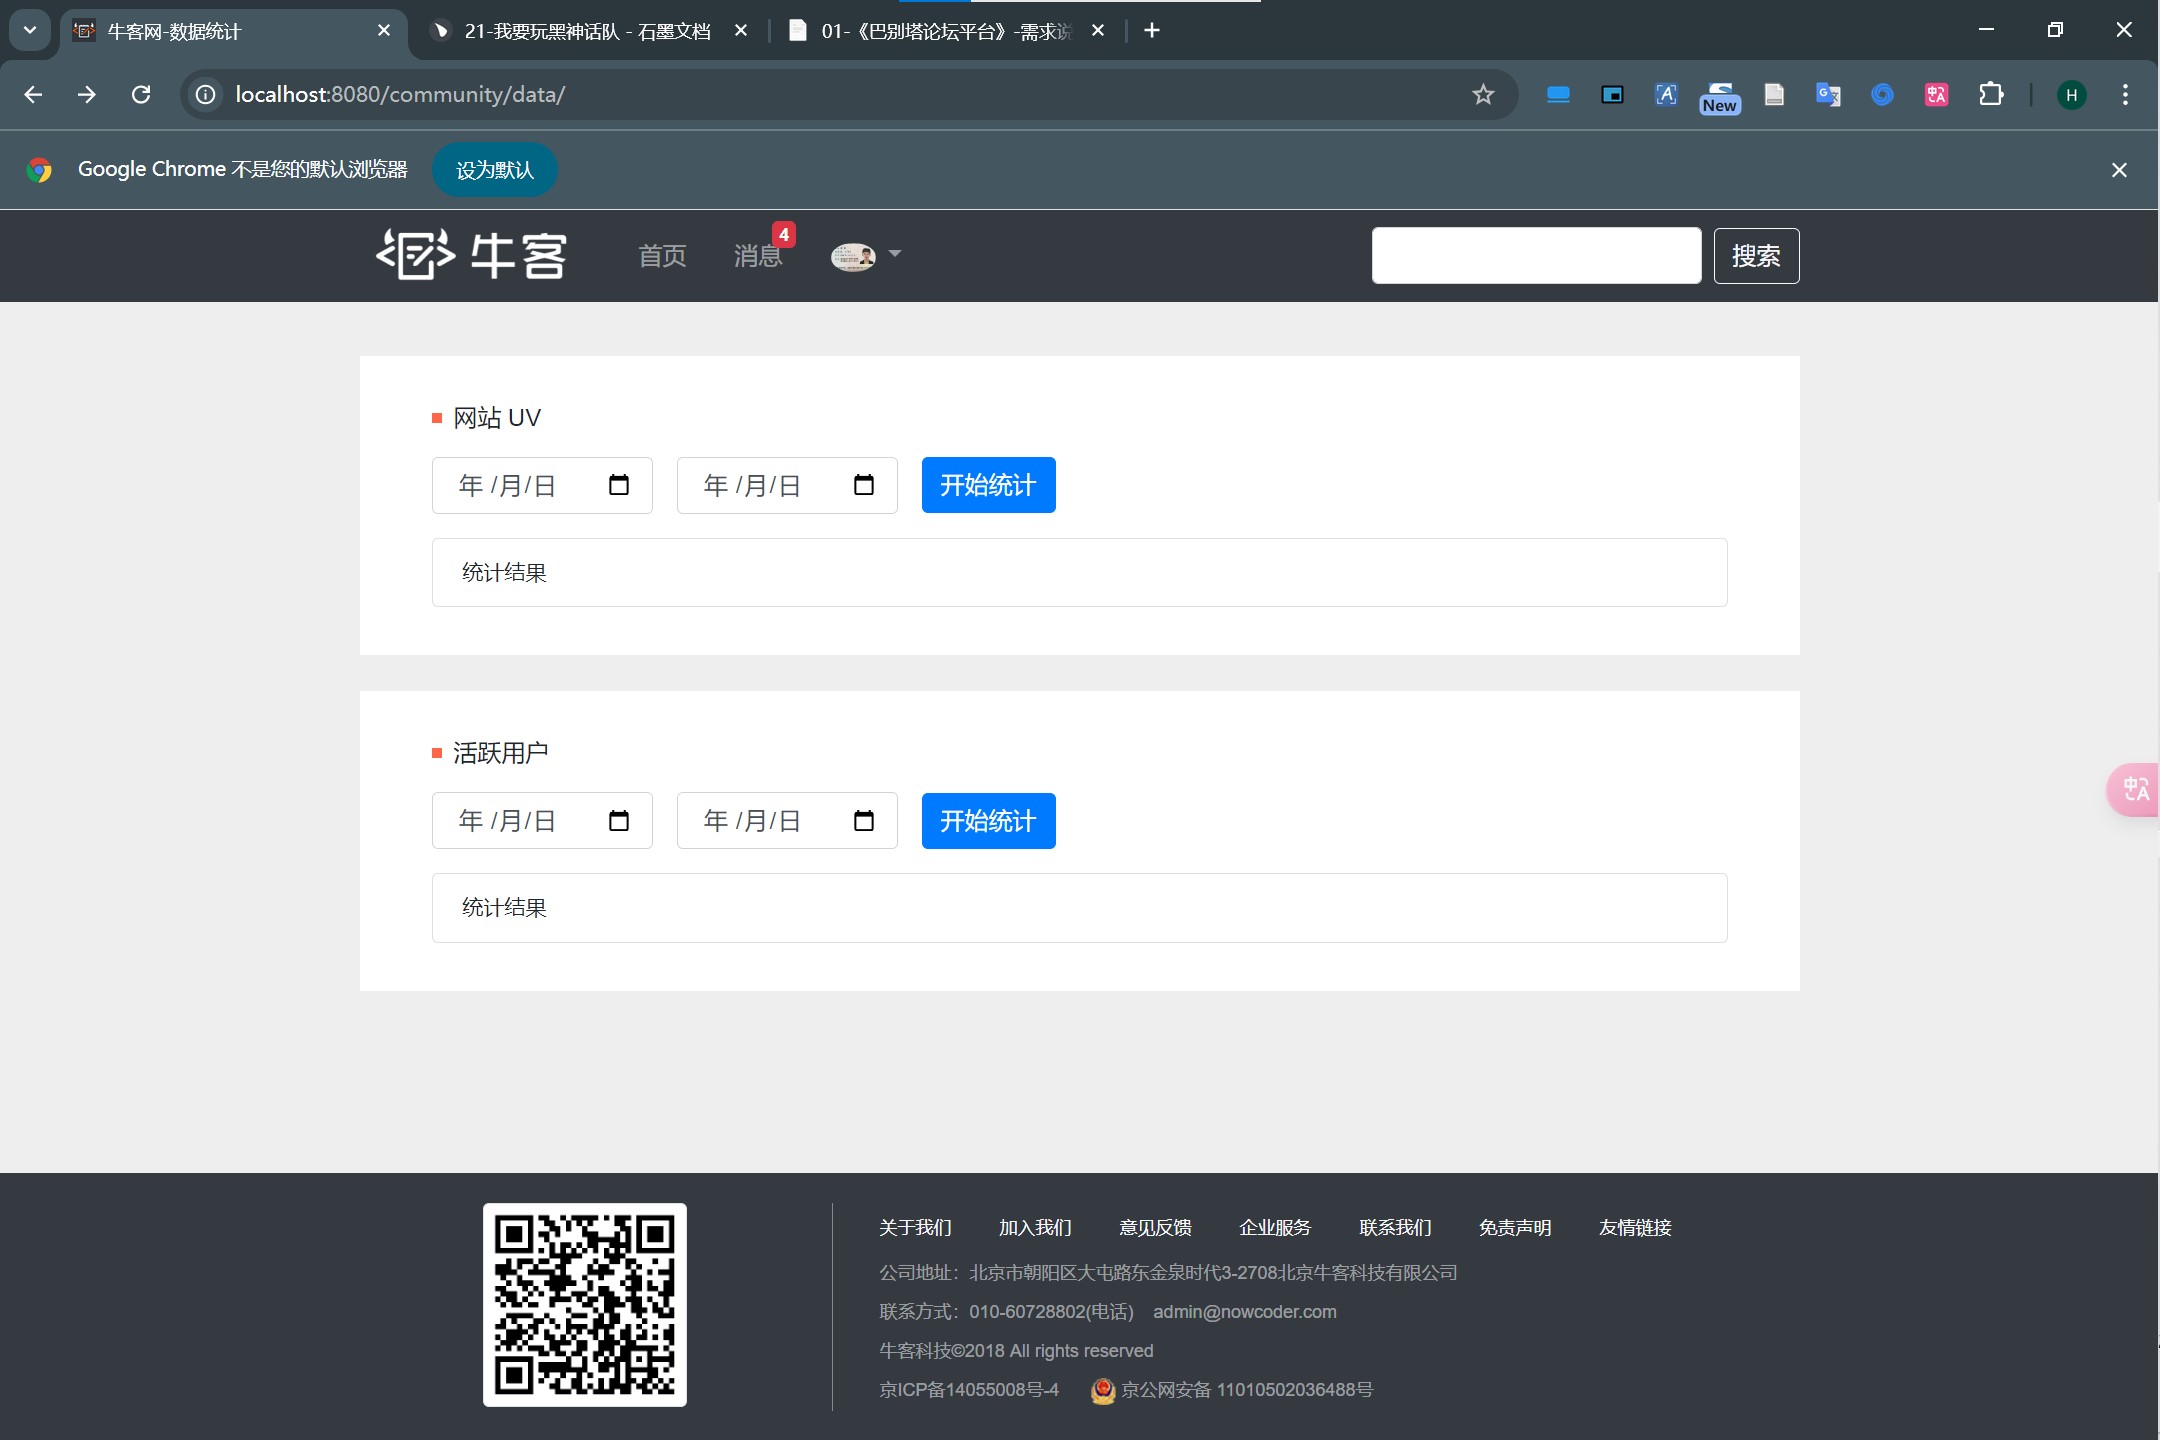 牛客网-数据统计
21-我要玩黑神话队 - 石墨文档
01-《巴别塔论坛平台》-需求说
localhost:8080/community/data/
New
H
Google Chrome 不是您的默认浏览器
设为默认
牛客
首页
消息
4
搜索
网站 UV
年 /月/日
年 /月/日
开始统计
统计结果
活跃用户
年 /月/日
年 /月/日
开始统计
统计结果
关于我们 加入我们 意见反馈 企业服务 联系我们 免责声明 友情链接
公司地址：北京市朝阳区大屯路东金泉时代3-2708北京牛客科技有限公司
联系方式：010-60728802(电话) admin@nowcoder.com
牛客科技©2018 All rights reserved
京ICP备14055008号-4 京公网安备 11010502036488号